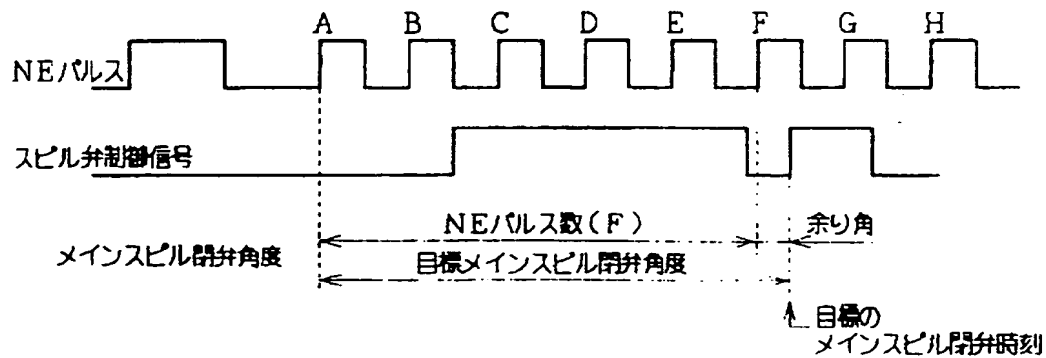 A B C D E F G H
NEパルス
スピル弁制御信号
NEパルス数(F)
余り角
メインスピル閉弁角度
目標メインスピル閉弁角度
目標の
メインスピル閉弁時刻